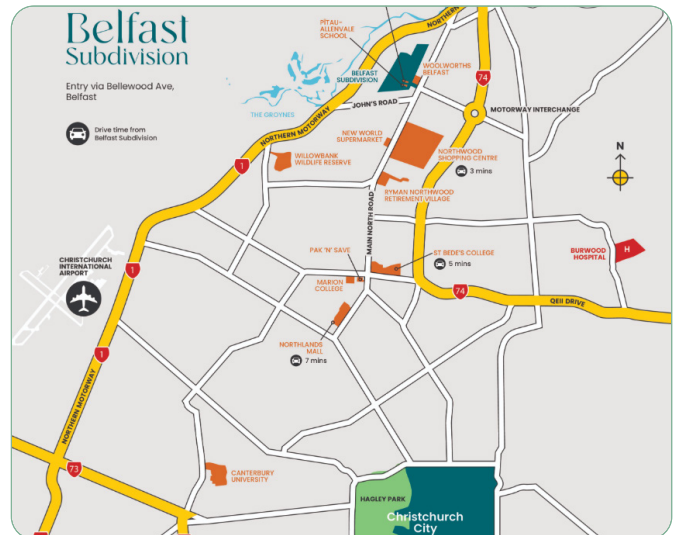 Belfast
Subdivision
Entry via Bellewood Ave,
Belfast
Drive time from
Belfast Subdivision
PĪTAU-
ALLENVALE
SCHOOL
NORTHERN
WOOLWORTHS
BELFAST
BELFAST
SUBDIVISION
74
THE GROYNES
JOHN'S ROAD
MOTORWAY INTERCHANGE
NORTHERN MOTORWAY
NEW WORLD
SUPERMARKET
NORTHWOOD
SHOPPING CENTRE
3 mins
N
1
WILLOWBANK
WILDLIFE RESERVE
RYMAN NORTHWOOD
RETIREMENT VILLAGE
MAIN NORTH ROAD
CHRISTCHURCH
INTERNATIONAL
AIRPORT
1
PAK 'N' SAVE
ST BEDE'S COLLEGE
5 mins
BURWOOD
HOSPITAL
H
MARION
COLLEGE
74
QEII DRIVE
NORTHLANDS
MALL
7 mins
1
NORTHERN MOTORWAY
73
CANTERBURY
UNIVERSITY
HAGLEY PARK
Christchurch
City